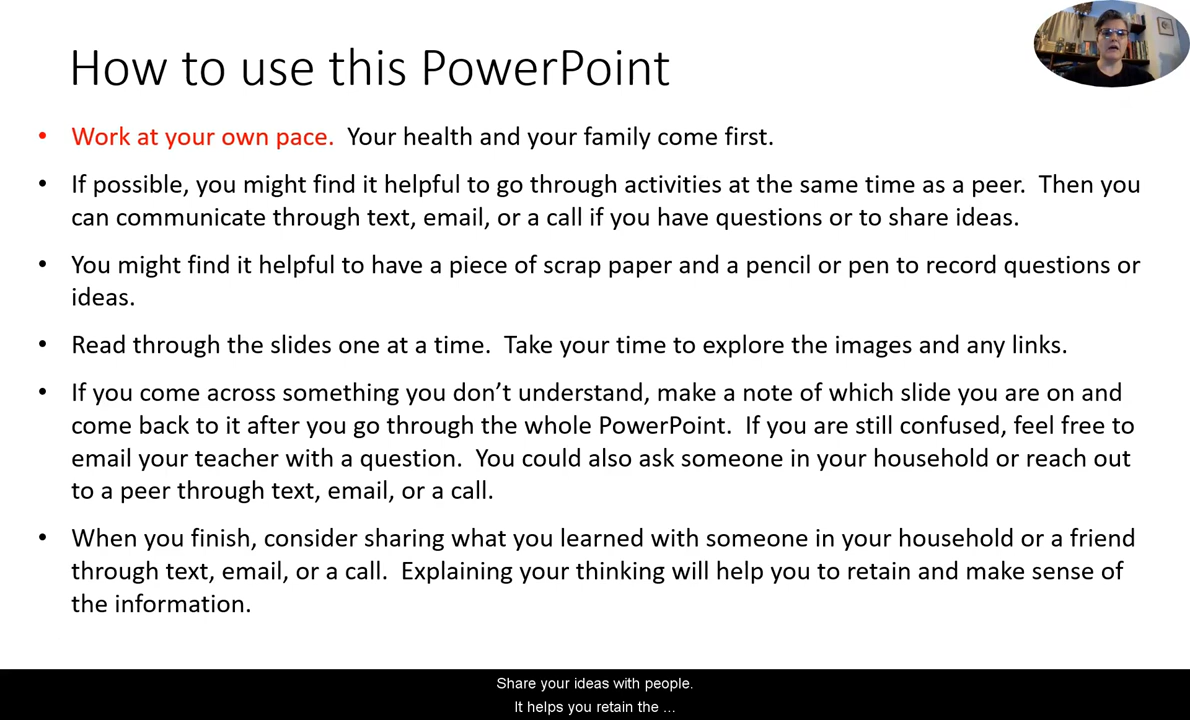 How to use this PowerPoint
• Work at your own pace.  Your health and your family come first.
• If possible, you might find it helpful to go through activities at the same time as a peer.  Then you
can communicate through text, email, or a call if you have questions or to share ideas.
• You might find it helpful to have a piece of scrap paper and a pencil or pen to record questions or
ideas.
• Read through the slides one at a time.  Take your time to explore the images and any links.
• If you come across something you don’t understand, make a note of which slide you are on and
come back to it after you go through the whole PowerPoint.  If you are still confused, feel free to
email your teacher with a question.  You could also ask someone in your household or reach out
to a peer through text, email, or a call.
• When you finish, consider sharing what you learned with someone in your household or a friend
through text, email, or a call.  Explaining your thinking will help you to retain and make sense of
the information.
Share your ideas with people.
It helps you retain the ...